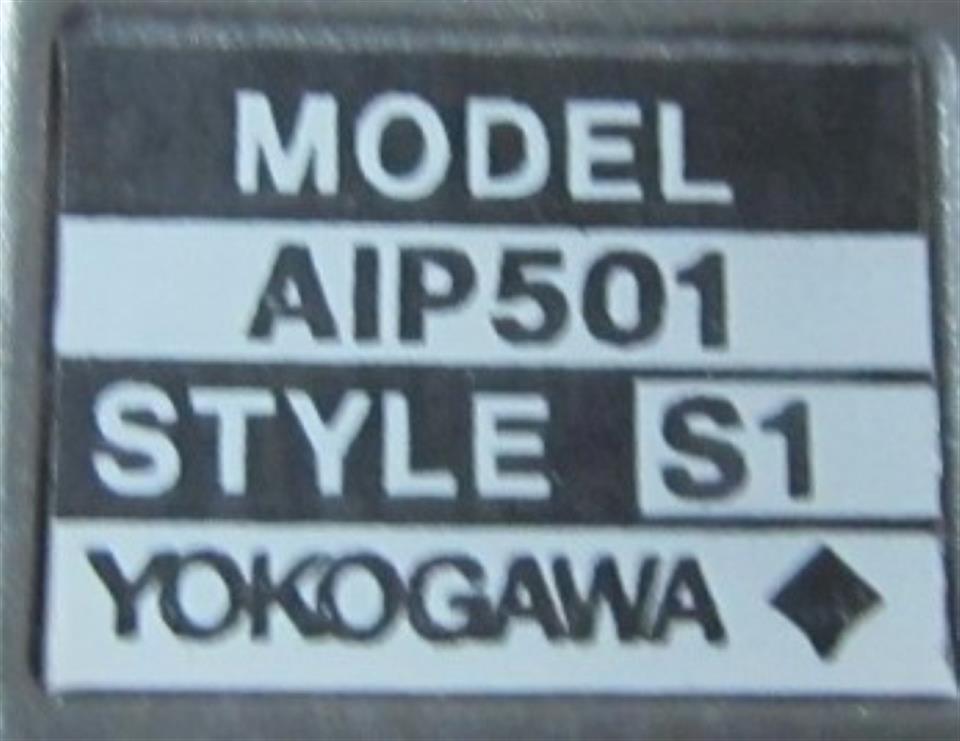 MODEL
AIP501
STYLE S1
YOKOGAWA